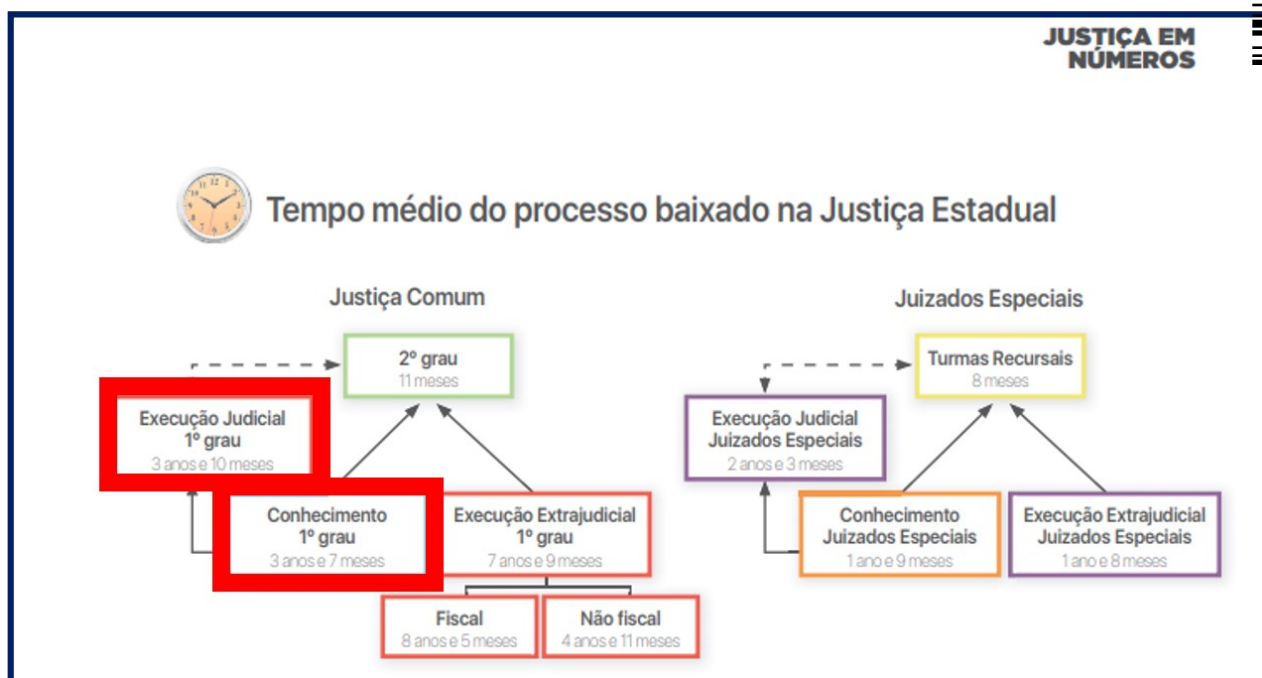 JUSTIÇA EM
NÚMEROS
Tempo médio do processo baixado na Justiça Estadual
Justiça Comum
2º grau
11 meses
Execução Judicial
1º grau
3 anos e 10 meses
Conhecimento
1º grau
3 anos e 7 meses
Execução Extrajudicial
1º grau
7 anos e 9 meses
Fiscal
8 anos e 5 meses
Não fiscal
4 anos e 11 meses
Juizados Especiais
Turmas Recursais
8 meses
Execução Judicial
Juizados Especiais
2 anos e 3 meses
Conhecimento
Juizados Especiais
1 ano e 9 meses
Execução Extrajudicial
Juizados Especiais
1 ano e 8 meses